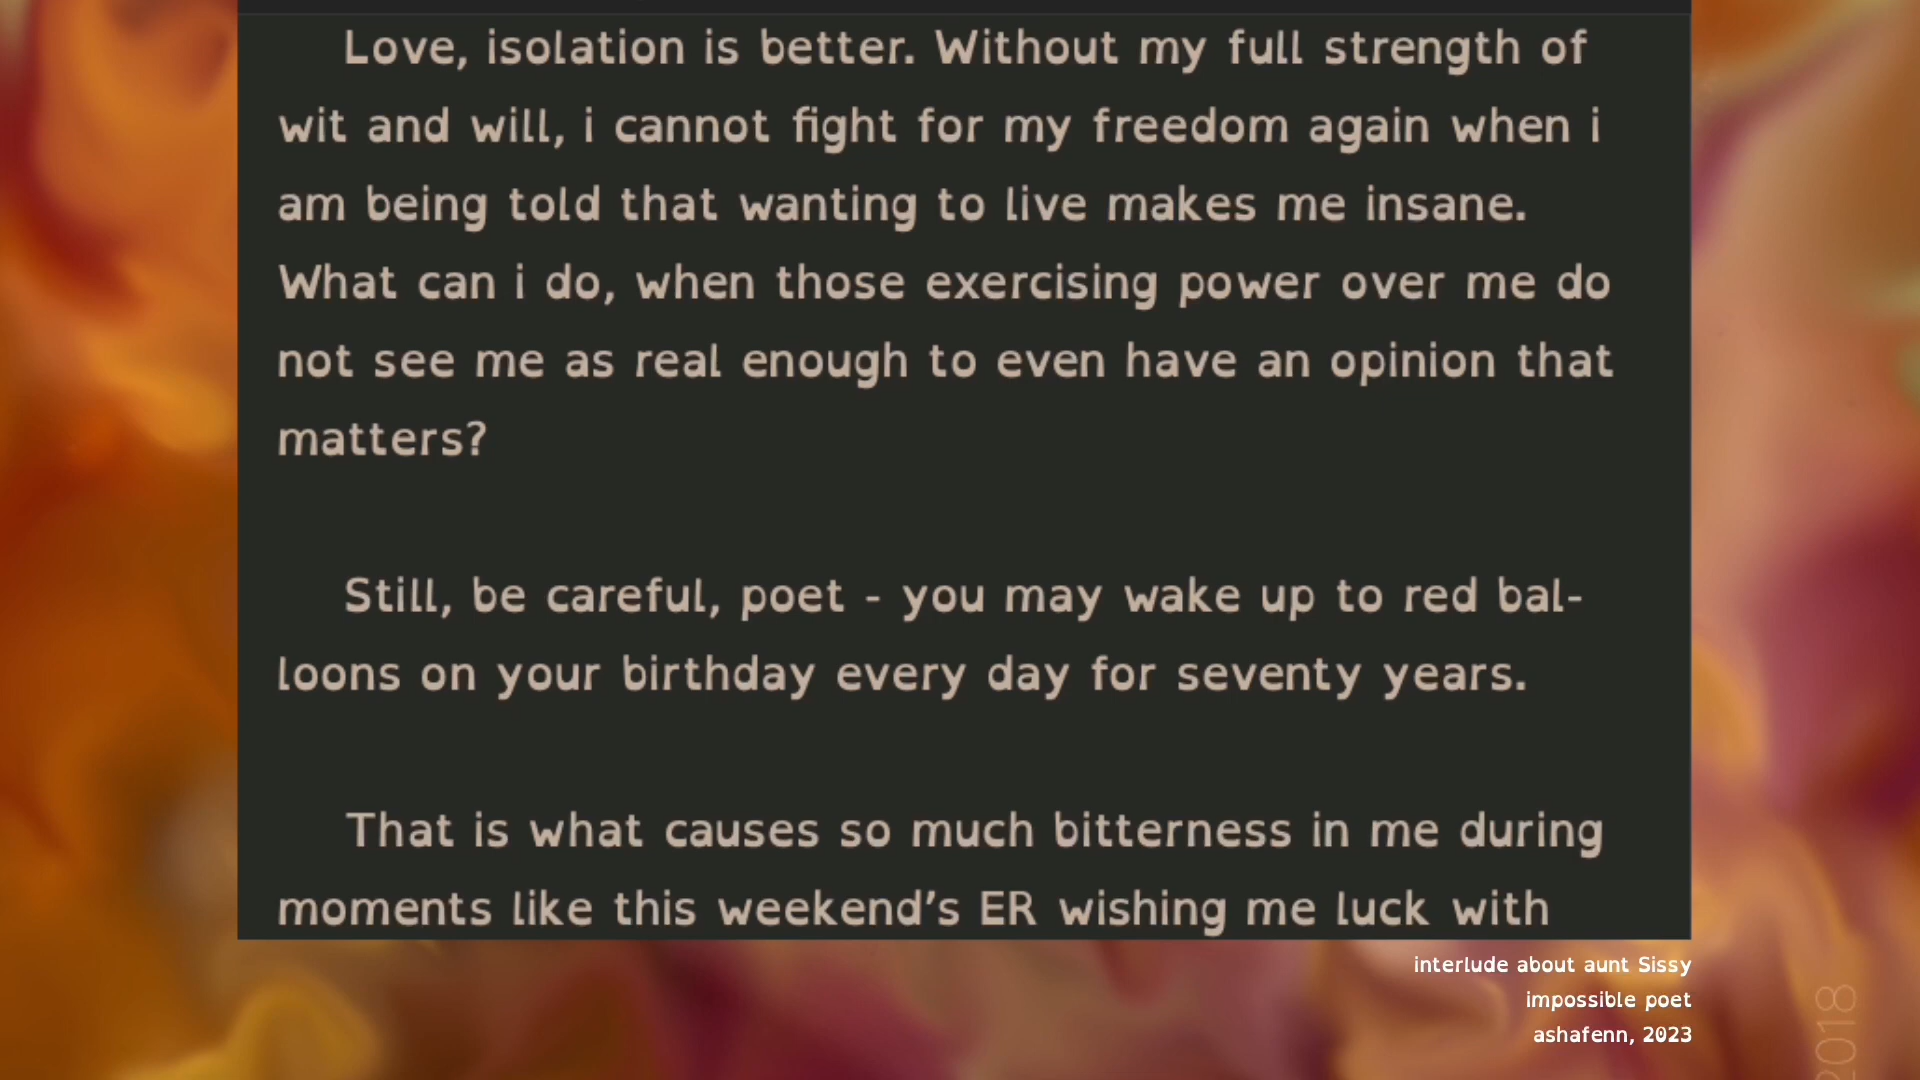 Love, isolation is better. Without my full strength of
wit and will, i cannot fight for my freedom again when i
am being told that wanting to live makes me insane.
What can i do, when those exercising power over me do
not see me as real enough to even have an opinion that
matters?
Still, be careful, poet - you may wake up to red bal-
loons on your birthday every day for seventy years.
That is what causes so much bitterness in me during
moments like this weekend’s ER wishing me luck with
interlude about aunt Sissy
impossible poet
ashafenn, 2023
2018